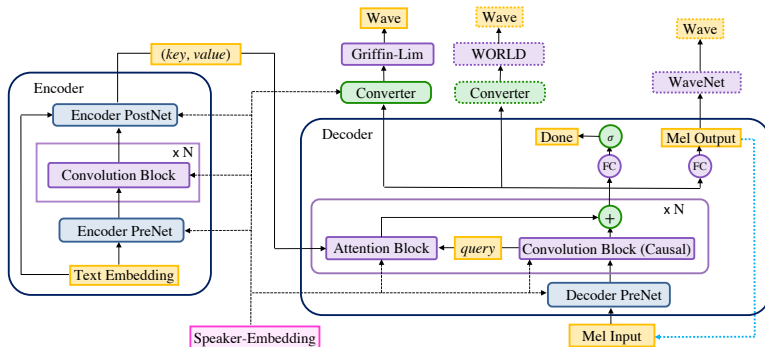 Wave
Wave
Wave
(key, value)
Griffin-Lim
WORLD
WaveNet
Encoder
Converter
Converter
Encoder PostNet
Decoder
Done
σ
Mel Output
x N
FC
FC
Convolution Block
x N
+
Encoder PreNet
Attention Block
query
Convolution Block (Causal)
Text Embedding
Decoder PreNet
Speaker-Embedding
Mel Input